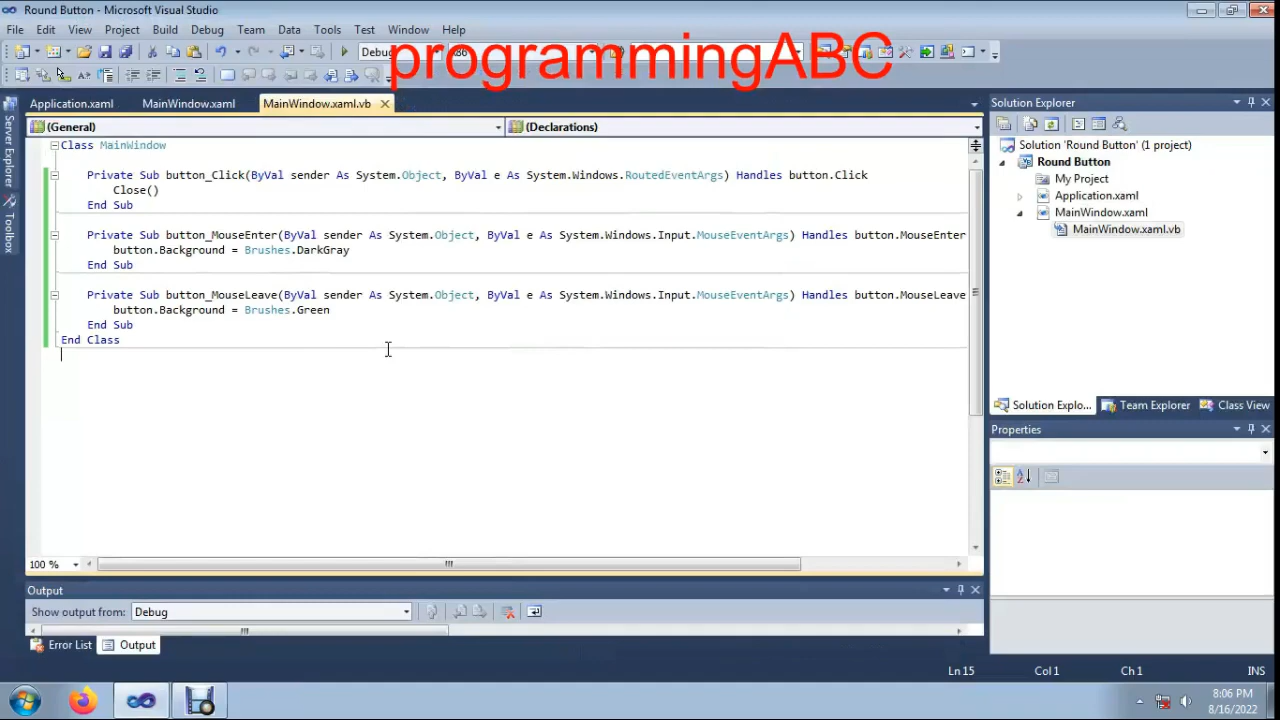 Round Button - Microsoft Visual Studio
File Edit View Project Build Debug Team Data Tools Test Window Help
Debug
programmingABC
Application.xaml MainWindow.xaml MainWindow.xaml.vb
(General) (Declarations)
Class MainWindow
Private Sub button_Click(ByVal sender As System.Object, ByVal e As System.Windows.RoutedEventArgs) Handles button.Click
Close()
End Sub
Private Sub button_MouseEnter(ByVal sender As System.Object, ByVal e As System.Windows.Input.MouseEventArgs) Handles button.MouseEnter
button.Background = Brushes.DarkGray
End Sub
Private Sub button_MouseLeave(ByVal sender As System.Object, ByVal e As System.Windows.Input.MouseEventArgs) Handles button.MouseLeave
button.Background = Brushes.Green
End Sub
End Class
100 %
Server Explorer
Toolbox
Output
Show output from: Debug
Error List Output
Solution Explorer
Solution 'Round Button' (1 project)
Round Button
My Project
Application.xaml
MainWindow.xaml
MainWindow.xaml.vb
Solution Explo... Team Explorer Class View
Properties
Ln 15 Col 1 Ch 1 INS
8:06 PM
8/16/2022